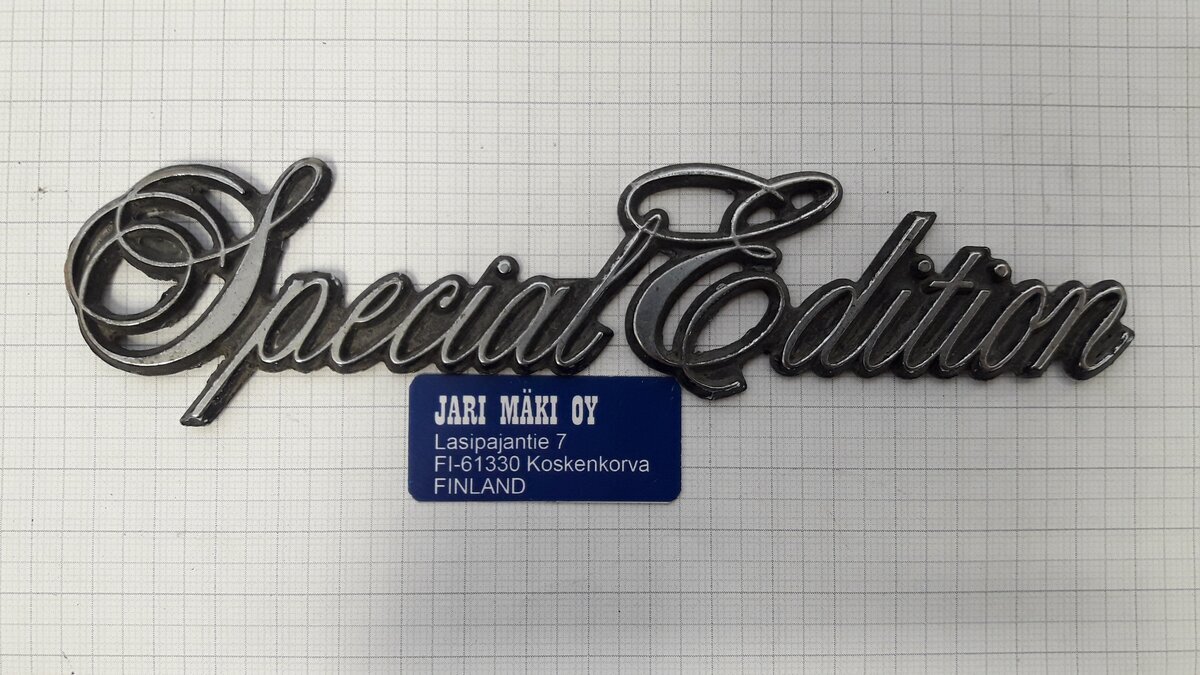 Special Edition
JARI MÄKI OY
Lasipajantie 7
FI-61330 Koskenkorva
FINLAND